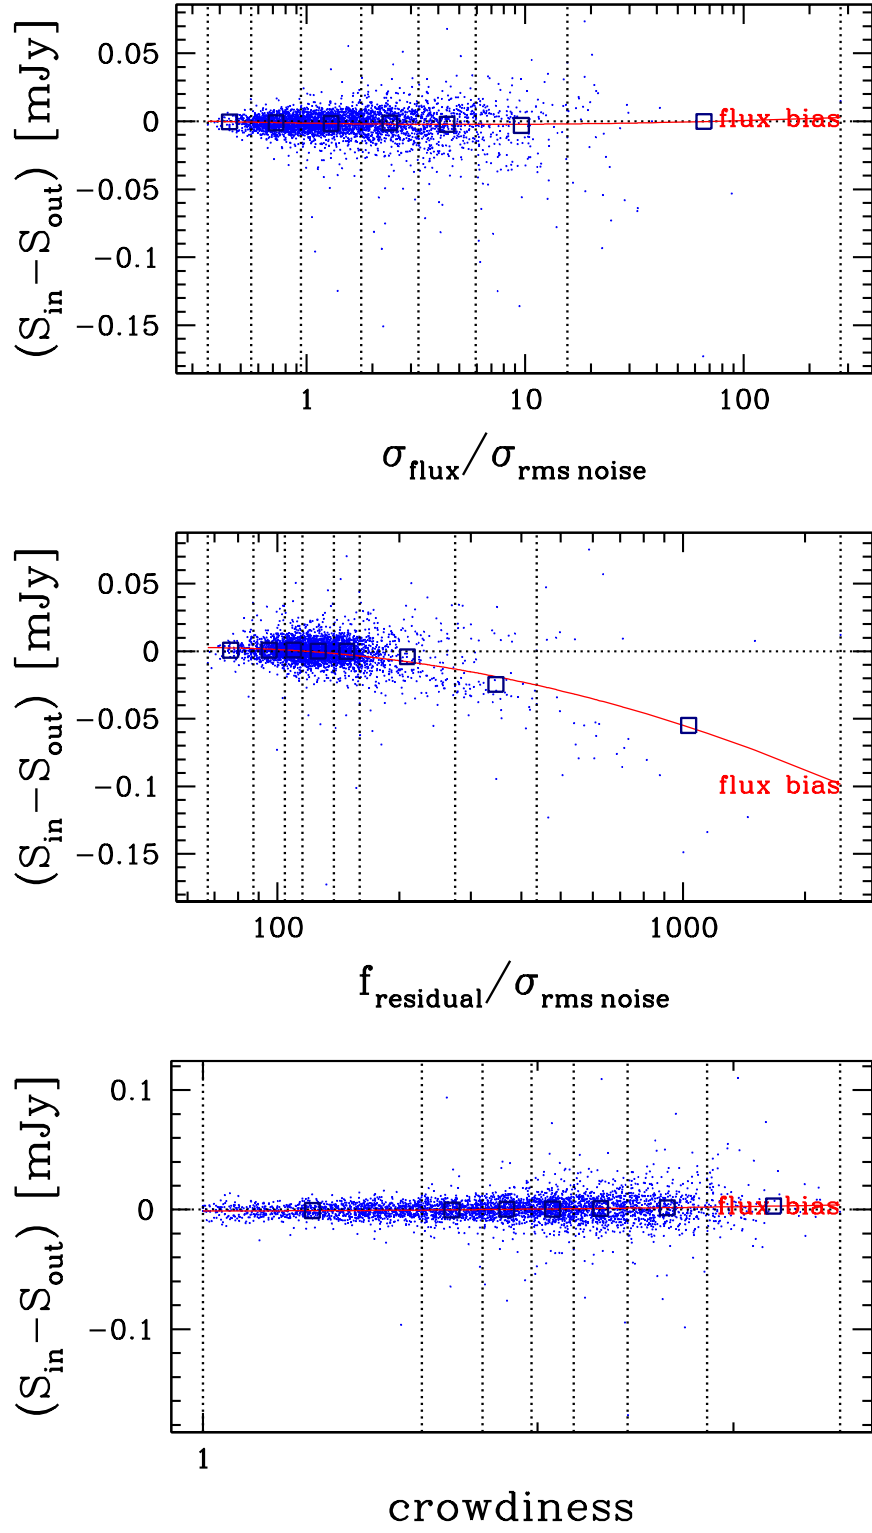 (S_in−S_out) [mJy]
0.05
0
−0.05
−0.1
−0.15
flux bias
1 10 100
σ_flux/σ_rms noise
(S_in−S_out) [mJy]
0.05
0
−0.05
−0.1
−0.15
flux bias
100 1000
f_residual/σ_rms noise
(S_in−S_out) [mJy]
0.1
0
−0.1
flux bias
1
crowdiness